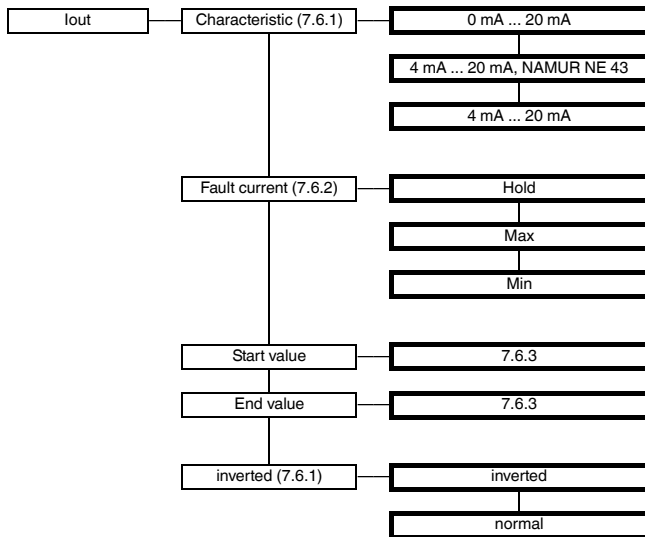 Iout
Characteristic (7.6.1)
0 mA ... 20 mA
4 mA ... 20 mA, NAMUR NE 43
4 mA ... 20 mA
Fault current (7.6.2)
Hold
Max
Min
Start value
7.6.3
End value
7.6.3
inverted (7.6.1)
inverted
normal